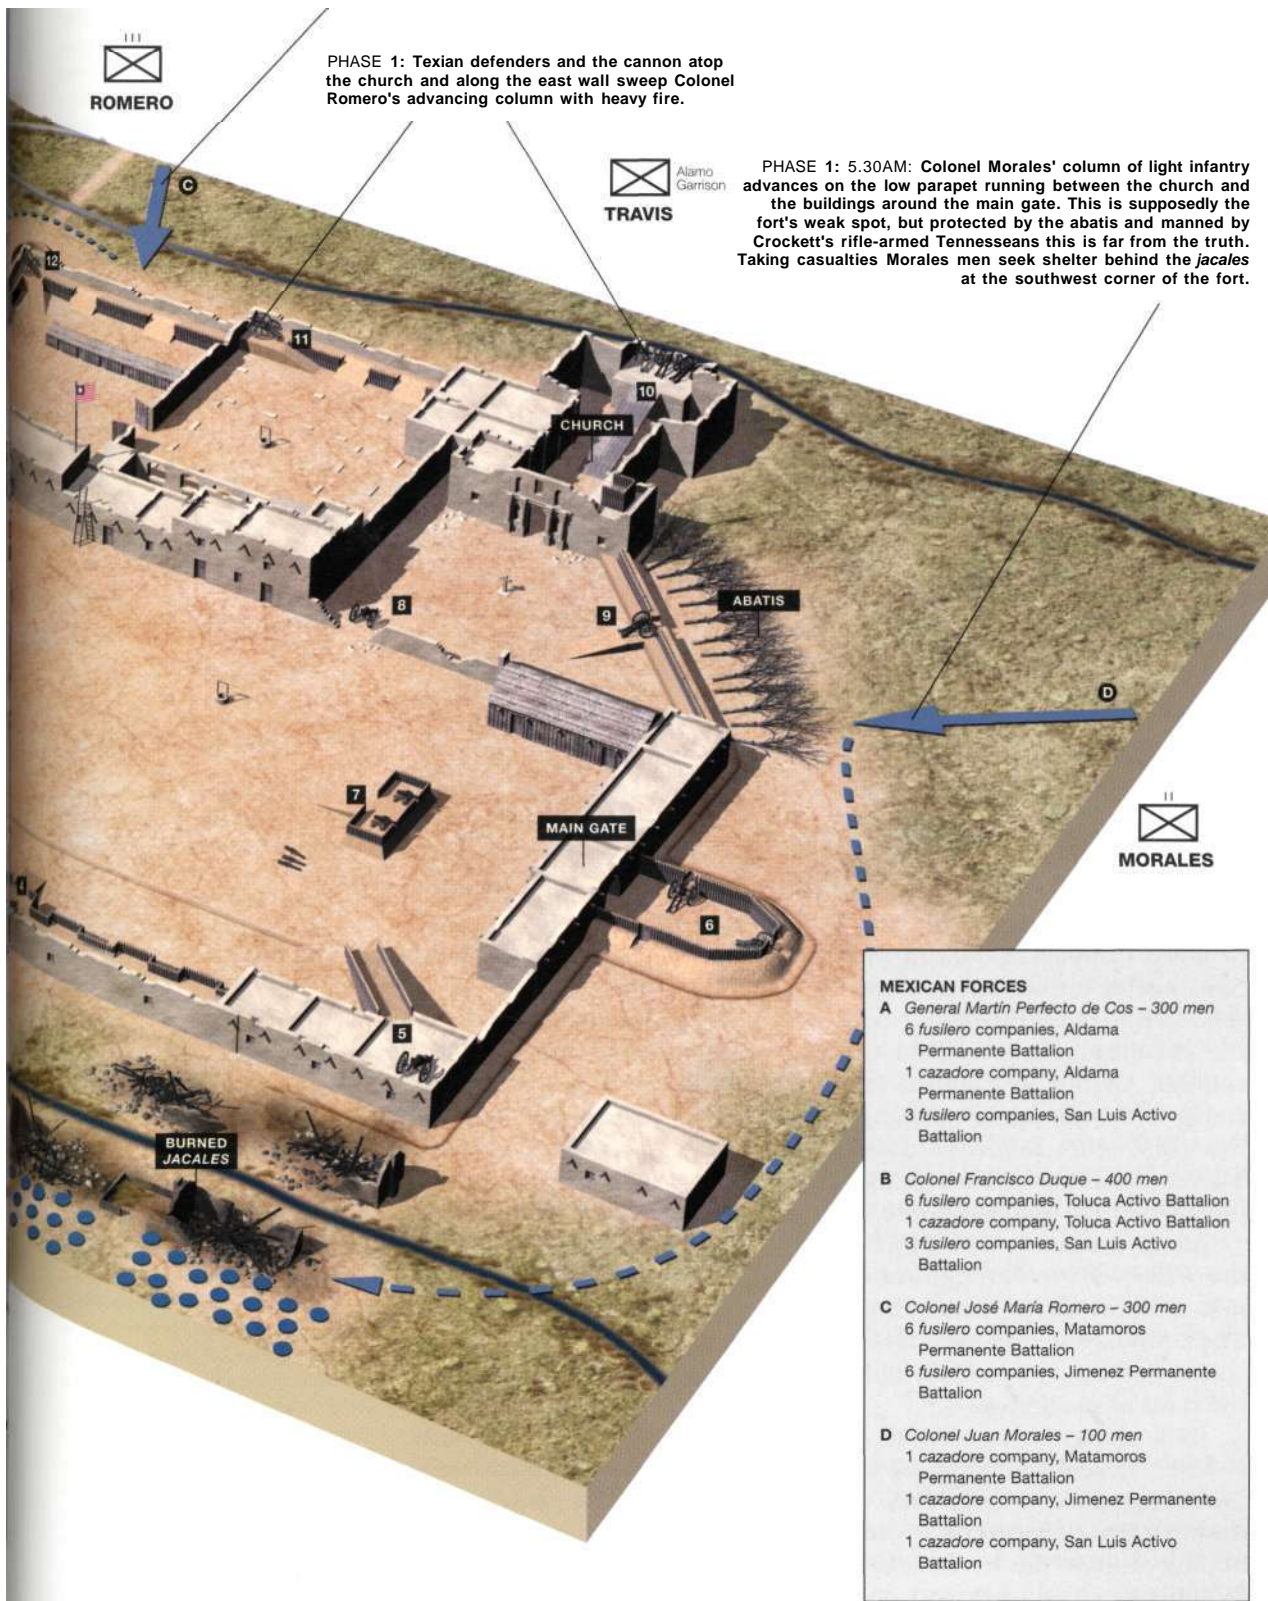 III
ROMERO
PHASE 1: Texian defenders and the cannon atop
the church and along the east wall sweep Colonel
Romero's advancing column with heavy fire.
Alamo
Garrison
TRAVIS
PHASE 1: 5.30AM: Colonel Morales' column of light infantry
advances on the low parapet running between the church and
the buildings around the main gate. This is supposedly the
fort's weak spot, but protected by the abatis and manned by
Crockett's rifle-armed Tennesseans this is far from the truth.
Taking casualties Morales men seek shelter behind the jacales
at the southwest corner of the fort.
C
12
11
10
CHURCH
8
9
ABATIS
D
7
MAIN GATE
II
MORALES
4
6
5
BURNED
JACALES
MEXICAN FORCES
A General Martín Perfecto de Cos – 300 men
6 fusilero companies, Aldama
Permanente Battalion
1 cazadore company, Aldama
Permanente Battalion
3 fusilero companies, San Luis Activo
Battalion
B Colonel Francisco Duque – 400 men
6 fusilero companies, Toluca Activo Battalion
1 cazadore company, Toluca Activo Battalion
3 fusilero companies, San Luis Activo
Battalion
C Colonel José María Romero – 300 men
6 fusilero companies, Matamoros
Permanente Battalion
6 fusilero companies, Jimenez Permanente
Battalion
D Colonel Juan Morales – 100 men
1 cazadore company, Matamoros
Permanente Battalion
1 cazadore company, Jimenez Permanente
Battalion
1 cazadore company, San Luis Activo
Battalion